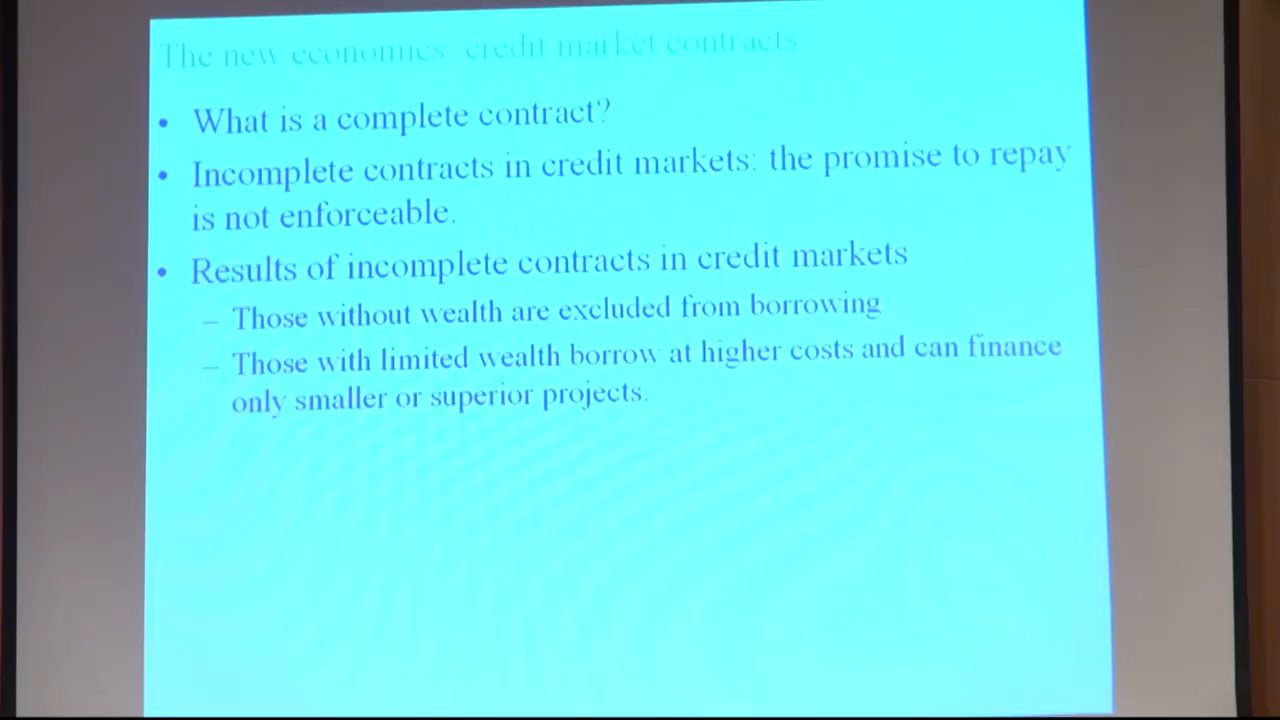 The new economics: credit market contracts
• What is a complete contract?
• Incomplete contracts in credit markets: the promise to repay
is not enforceable.
• Results of incomplete contracts in credit markets
– Those without wealth are excluded from borrowing
– Those with limited wealth borrow at higher costs and can finance
only smaller or superior projects.